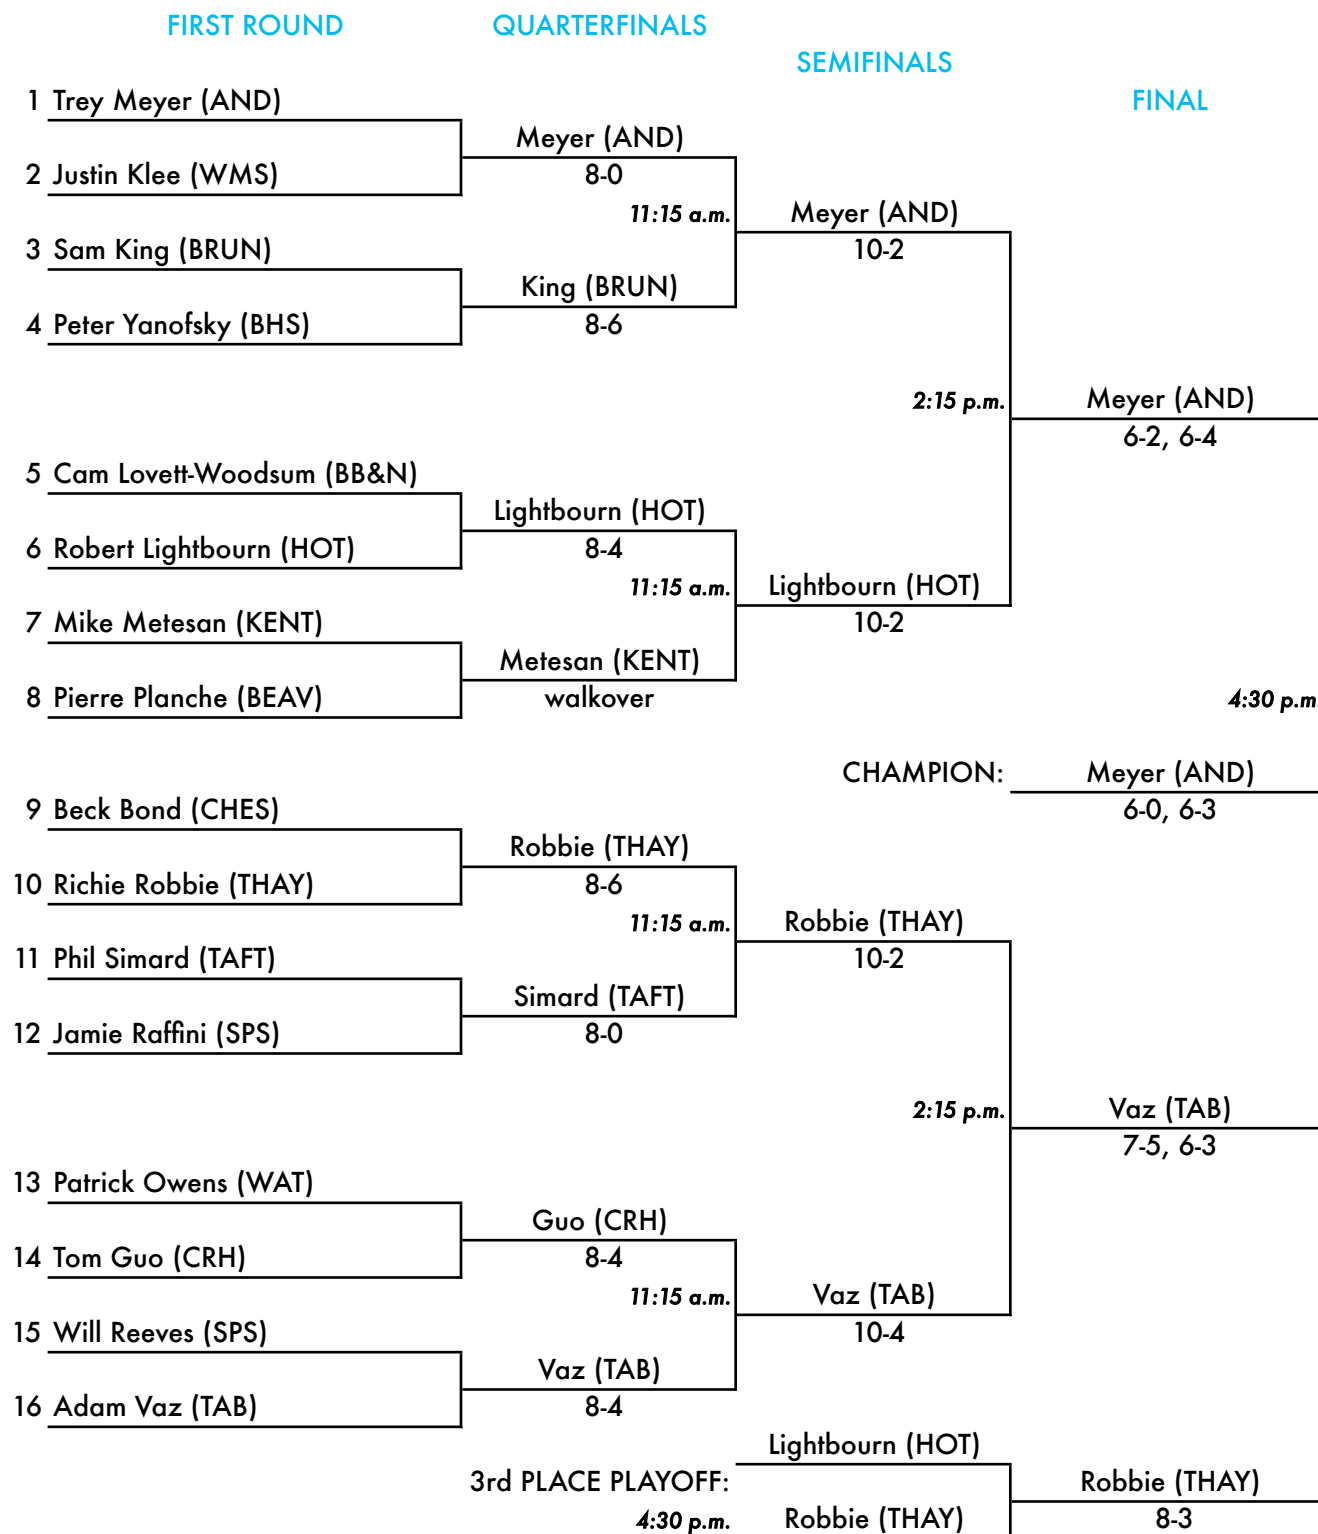 FIRST ROUND
QUARTERFINALS
SEMIFINALS
FINAL
1 Trey Meyer (AND)
Meyer (AND)
2 Justin Klee (WMS)
8-0
11:15 a.m.
Meyer (AND)
3 Sam King (BRUN)
10-2
King (BRUN)
4 Peter Yanofsky (BHS)
8-6
2:15 p.m.
Meyer (AND)
6-2, 6-4
5 Cam Lovett-Woodsum (BB&N)
Lightbourn (HOT)
6 Robert Lightbourn (HOT)
8-4
11:15 a.m.
Lightbourn (HOT)
7 Mike Metesan (KENT)
10-2
Metesan (KENT)
8 Pierre Planche (BEAV)
walkover
4:30 p.m.
CHAMPION:
Meyer (AND)
9 Beck Bond (CHES)
6-0, 6-3
Robbie (THAY)
10 Richie Robbie (THAY)
8-6
11:15 a.m.
Robbie (THAY)
11 Phil Simard (TAFT)
10-2
Simard (TAFT)
12 Jamie Raffini (SPS)
8-0
2:15 p.m.
Vaz (TAB)
7-5, 6-3
13 Patrick Owens (WAT)
Guo (CRH)
14 Tom Guo (CRH)
8-4
11:15 a.m.
Vaz (TAB)
15 Will Reeves (SPS)
10-4
Vaz (TAB)
16 Adam Vaz (TAB)
8-4
Lightbourn (HOT)
3rd PLACE PLAYOFF:
Robbie (THAY)
4:30 p.m.
Robbie (THAY)
8-3